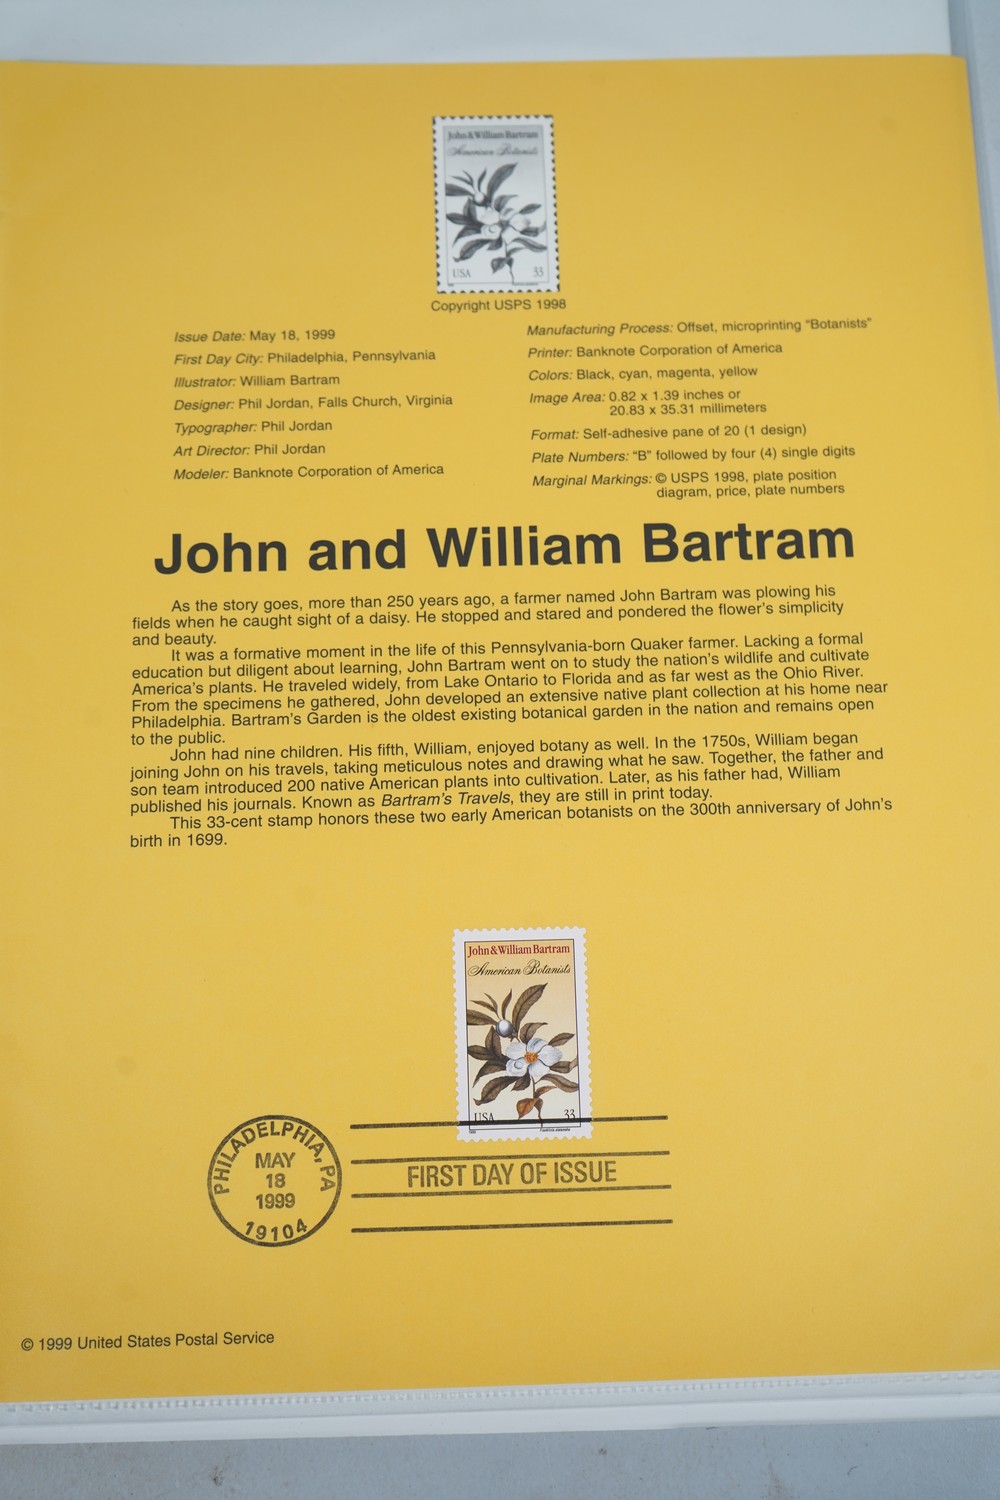 John & William Bartram
American Botanists
USA 33
Copyright USPS 1998
Issue Date: May 18, 1999
First Day City: Philadelphia, Pennsylvania
Illustrator: William Bartram
Designer: Phil Jordan, Falls Church, Virginia
Typographer: Phil Jordan
Art Director: Phil Jordan
Modeler: Banknote Corporation of America
Manufacturing Process: Offset, microprinting “Botanists”
Printer: Banknote Corporation of America
Colors: Black, cyan, magenta, yellow
Image Area: 0.82 x 1.39 inches or
20.83 x 35.31 millimeters
Format: Self-adhesive pane of 20 (1 design)
Plate Numbers: “B” followed by four (4) single digits
Marginal Markings: © USPS 1998, plate position
diagram, price, plate numbers
John and William Bartram
As the story goes, more than 250 years ago, a farmer named John Bartram was plowing his
fields when he caught sight of a daisy. He stopped and stared and pondered the flower’s simplicity
and beauty.
It was a formative moment in the life of this Pennsylvania-born Quaker farmer. Lacking a formal
education but diligent about learning, John Bartram went on to study the nation’s wildlife and cultivate
America’s plants. He traveled widely, from Lake Ontario to Florida and as far west as the Ohio River.
From the specimens he gathered, John developed an extensive native plant collection at his home near
Philadelphia. Bartram’s Garden is the oldest existing botanical garden in the nation and remains open
to the public.
John had nine children. His fifth, William, enjoyed botany as well. In the 1750s, William began
joining John on his travels, taking meticulous notes and drawing what he saw. Together, the father and
son team introduced 200 native American plants into cultivation. Later, as his father had, William
published his journals. Known as Bartram’s Travels, they are still in print today.
This 33-cent stamp honors these two early American botanists on the 300th anniversary of John’s
birth in 1699.
John & William Bartram
American Botanists
USA 33
PHILADELPHIA, PA
MAY
18
1999
19104
FIRST DAY OF ISSUE
© 1999 United States Postal Service